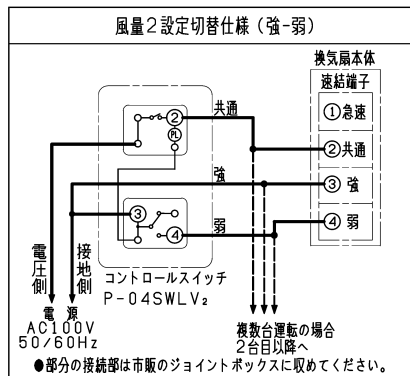 風量2設定切替仕様（強-弱）
換気扇本体
速結端子
①急速
②共通
③ 強
④ 弱
共通
強
弱
②
PL
③
④
電圧側
接地側
コントロールスイッチ
P-04SWLV₂
電 源
AC100V
50/60Hz
複数台運転の場合
2台目以降へ
●部分の接続部は市販のジョイントボックスに収めてください。